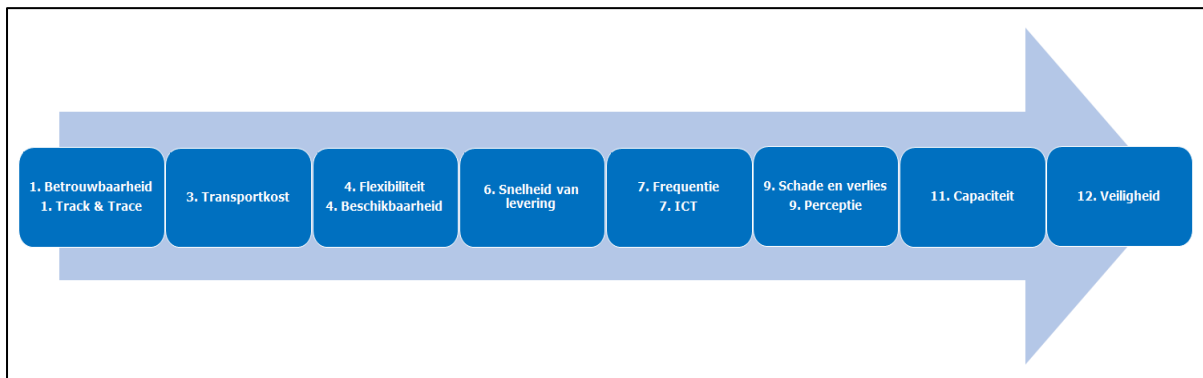 1. Betrouwbaarheid
1. Track & Trace
3. Transportkost
4. Flexibiliteit
4. Beschikbaarheid
6. Snelheid van
levering
7. Frequentie
7. ICT
9. Schade en verlies
9. Perceptie
11. Capaciteit
12. Veiligheid